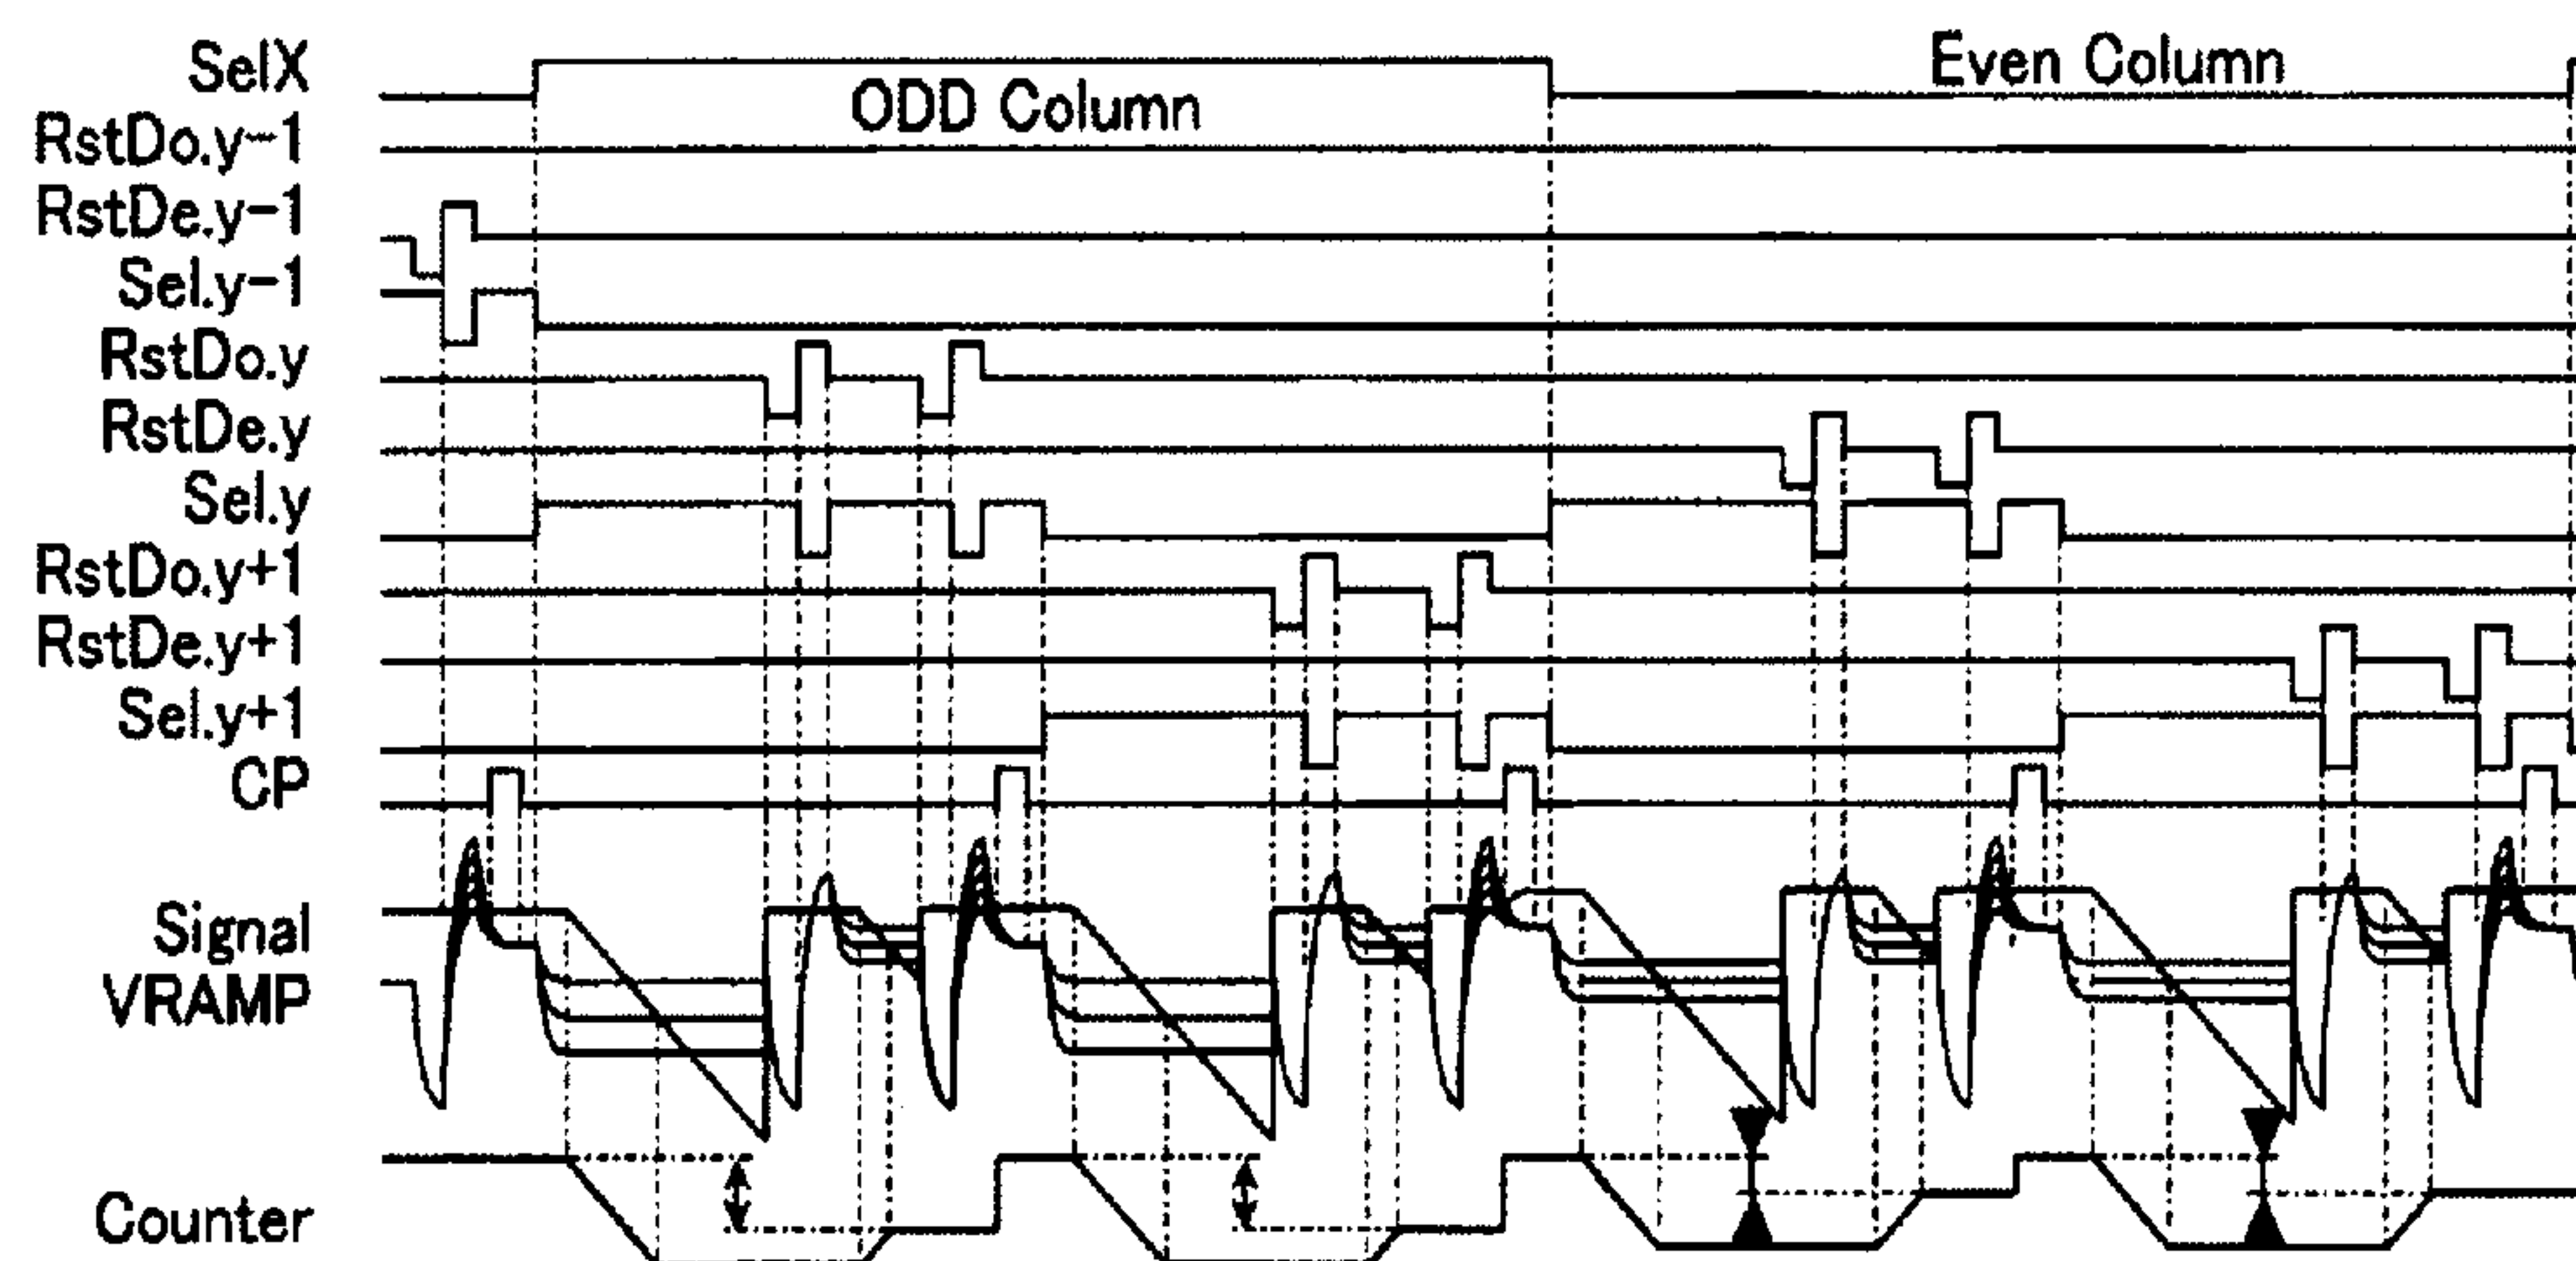 SelX
ODD Column
Even Column
RstDo.y-1
RstDe.y-1
Sel.y-1
RstDo.y
RstDe.y
Sel.y
RstDo.y+1
RstDe.y+1
Sel.y+1
CP
Signal
VRAMP
Counter